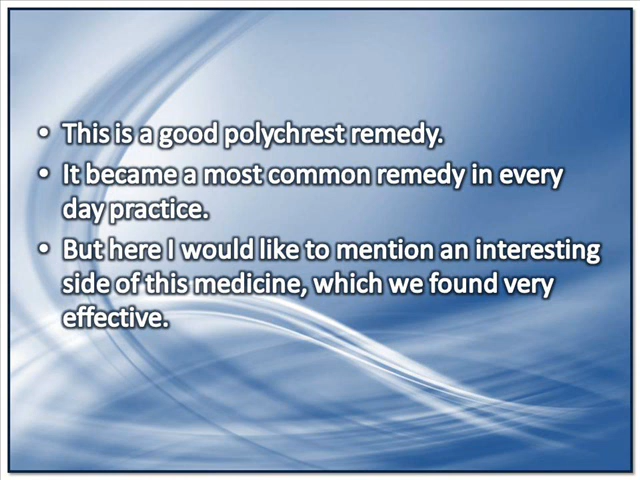 • This is a good polychrest remedy.
• It became a most common remedy in every
day practice.
• But here I would like to mention an interesting
side of this medicine, which we found very
effective.